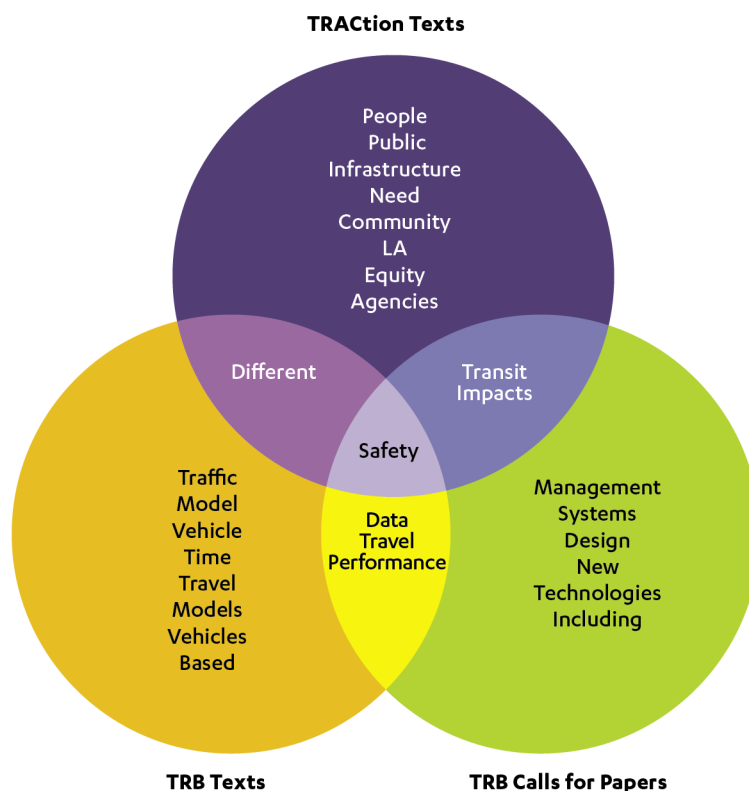 TRACtion Texts
People
Public
Infrastructure
Need
Community
LA
Equity
Agencies
Different
Transit
Impacts
Safety
Traffic
Model
Vehicle
Time
Travel
Models
Vehicles
Based
Data
Travel
Performance
Management
Systems
Design
New
Technologies
Including
TRB Texts
TRB Calls for Papers